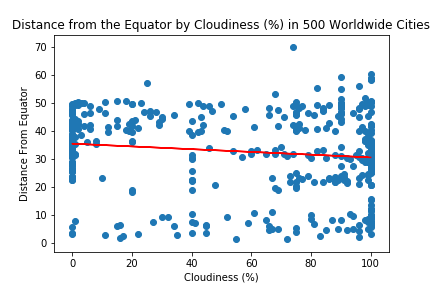 Distance from the Equator by Cloudiness (%) in 500 Worldwide Cities
70
60
50
40
30
20
10
0
Distance From Equator
0 20 40 60 80 100
Cloudiness (%)